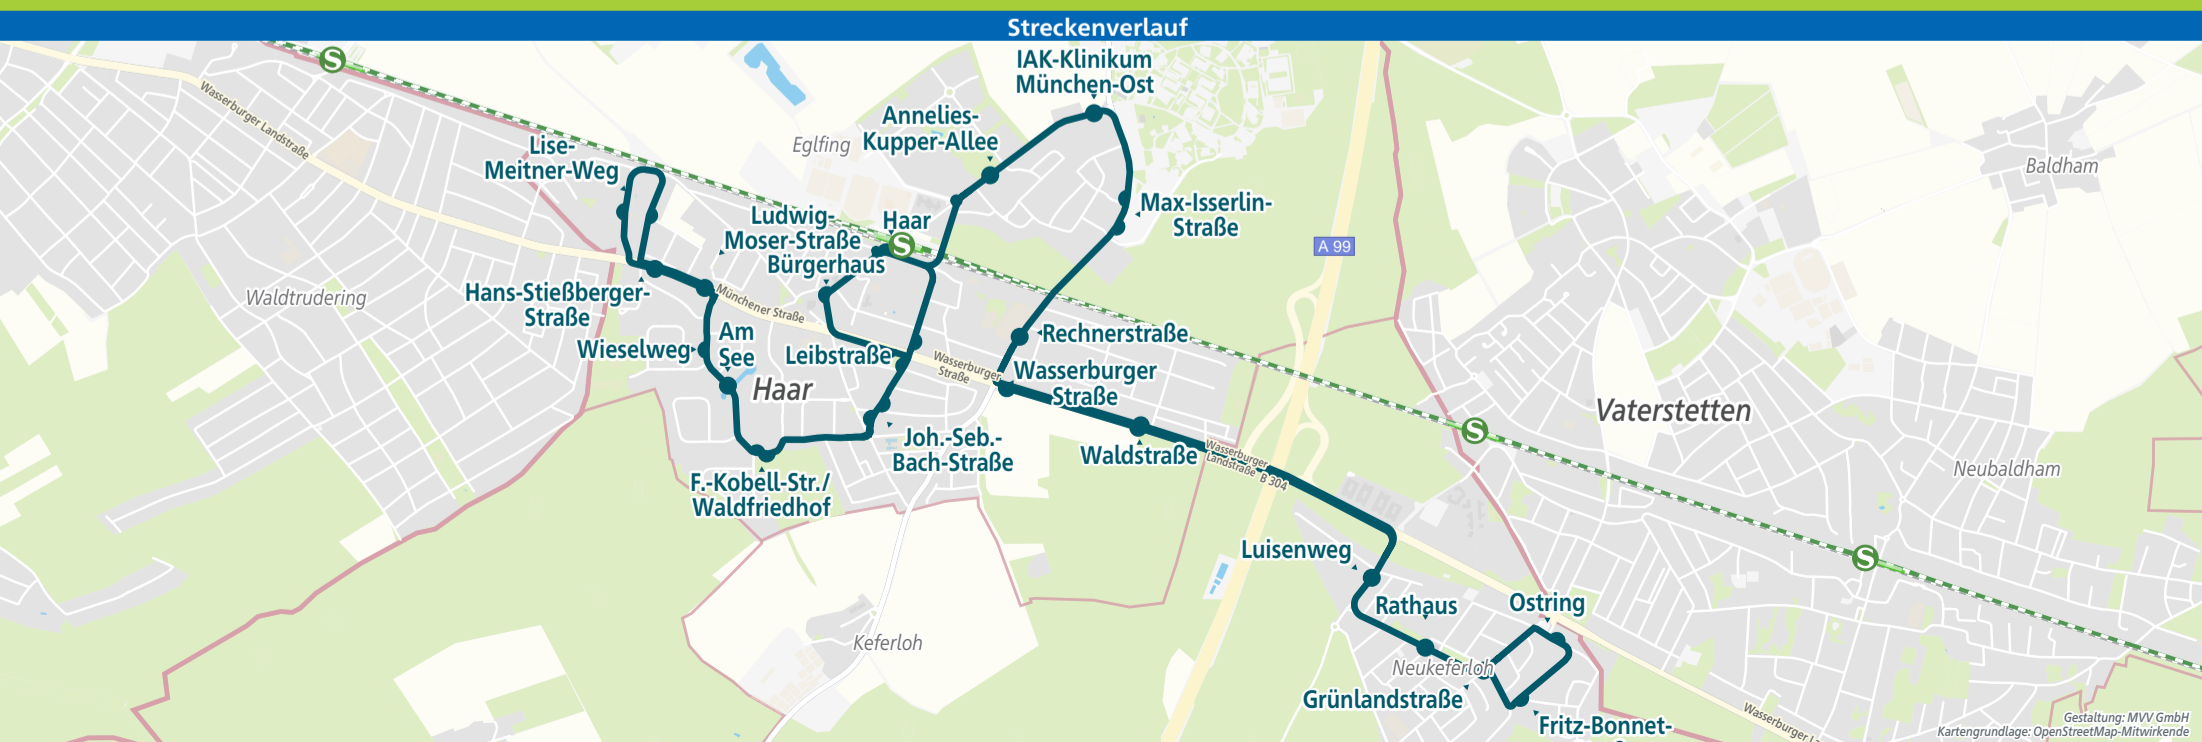 Streckenverlauf
S
IAK-Klinikum
München-Ost
Wasserburger Landstraße
Annelies-
Kupper-Allee
Eglfing
Lise-
Meitner-Weg
Baldham
Max-Isserlin-
Straße
Ludwig-
Moser-Straße
Haar
S
Bürgerhaus
A 99
Hans-Stießberger-
Straße
Waldtrudering
Münchener Straße
Am
See
Wieselweg
Leibstraße
Rechnerstraße
Wasserburger
Straße
Wasserburger
Straße
Haar
Vaterstetten
S
Joh.-Seb.-
Bach-Straße
Waldstraße
Wasserburger
Landstraße B 304
Neubaldham
F.-Kobell-Str./
Waldfriedhof
Luisenweg
S
Rathaus
Ostring
Keferloh
Neukeferloh
Grünlandstraße
Fritz-Bonnet-
Wasserburger L
Gestaltung: MVV GmbH
Kartengrundlage: OpenStreetMap-Mitwirkende